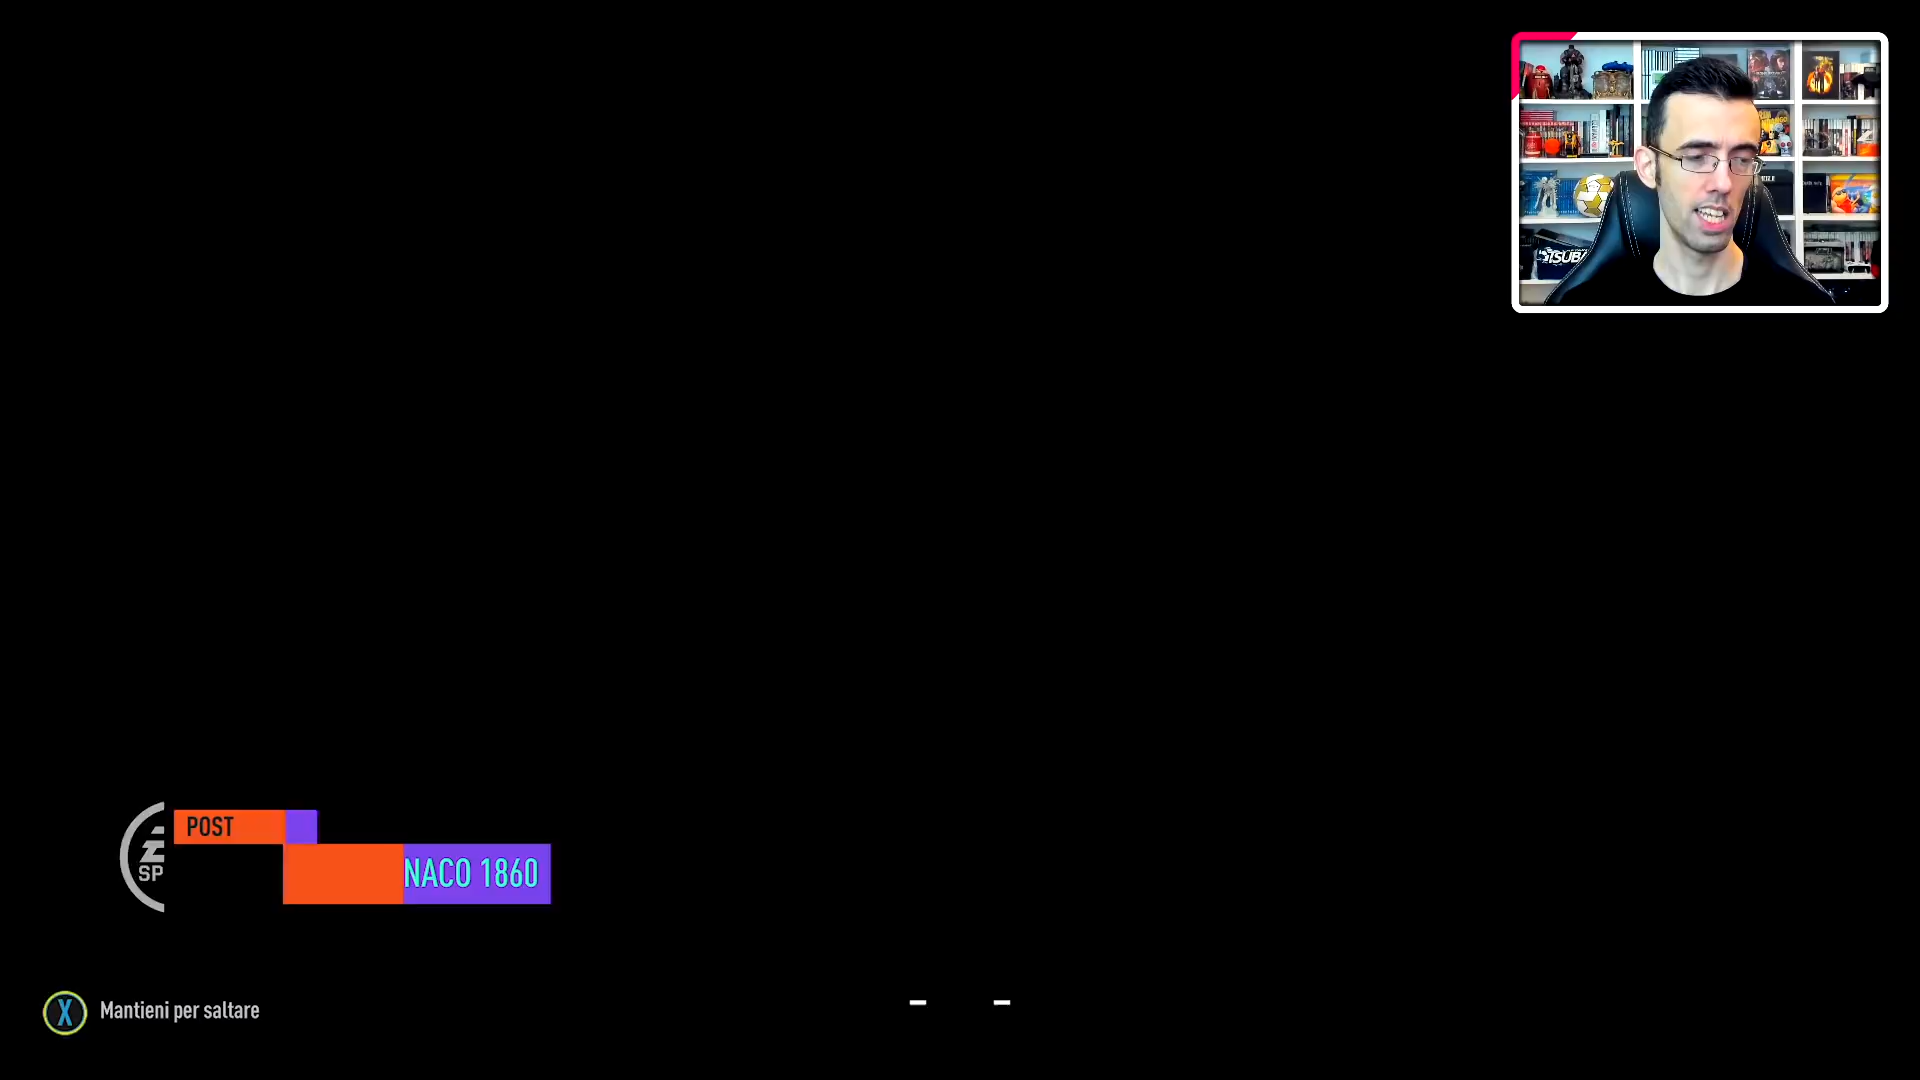 POST
SP
NACO 1860
X Mantieni per saltare
- -